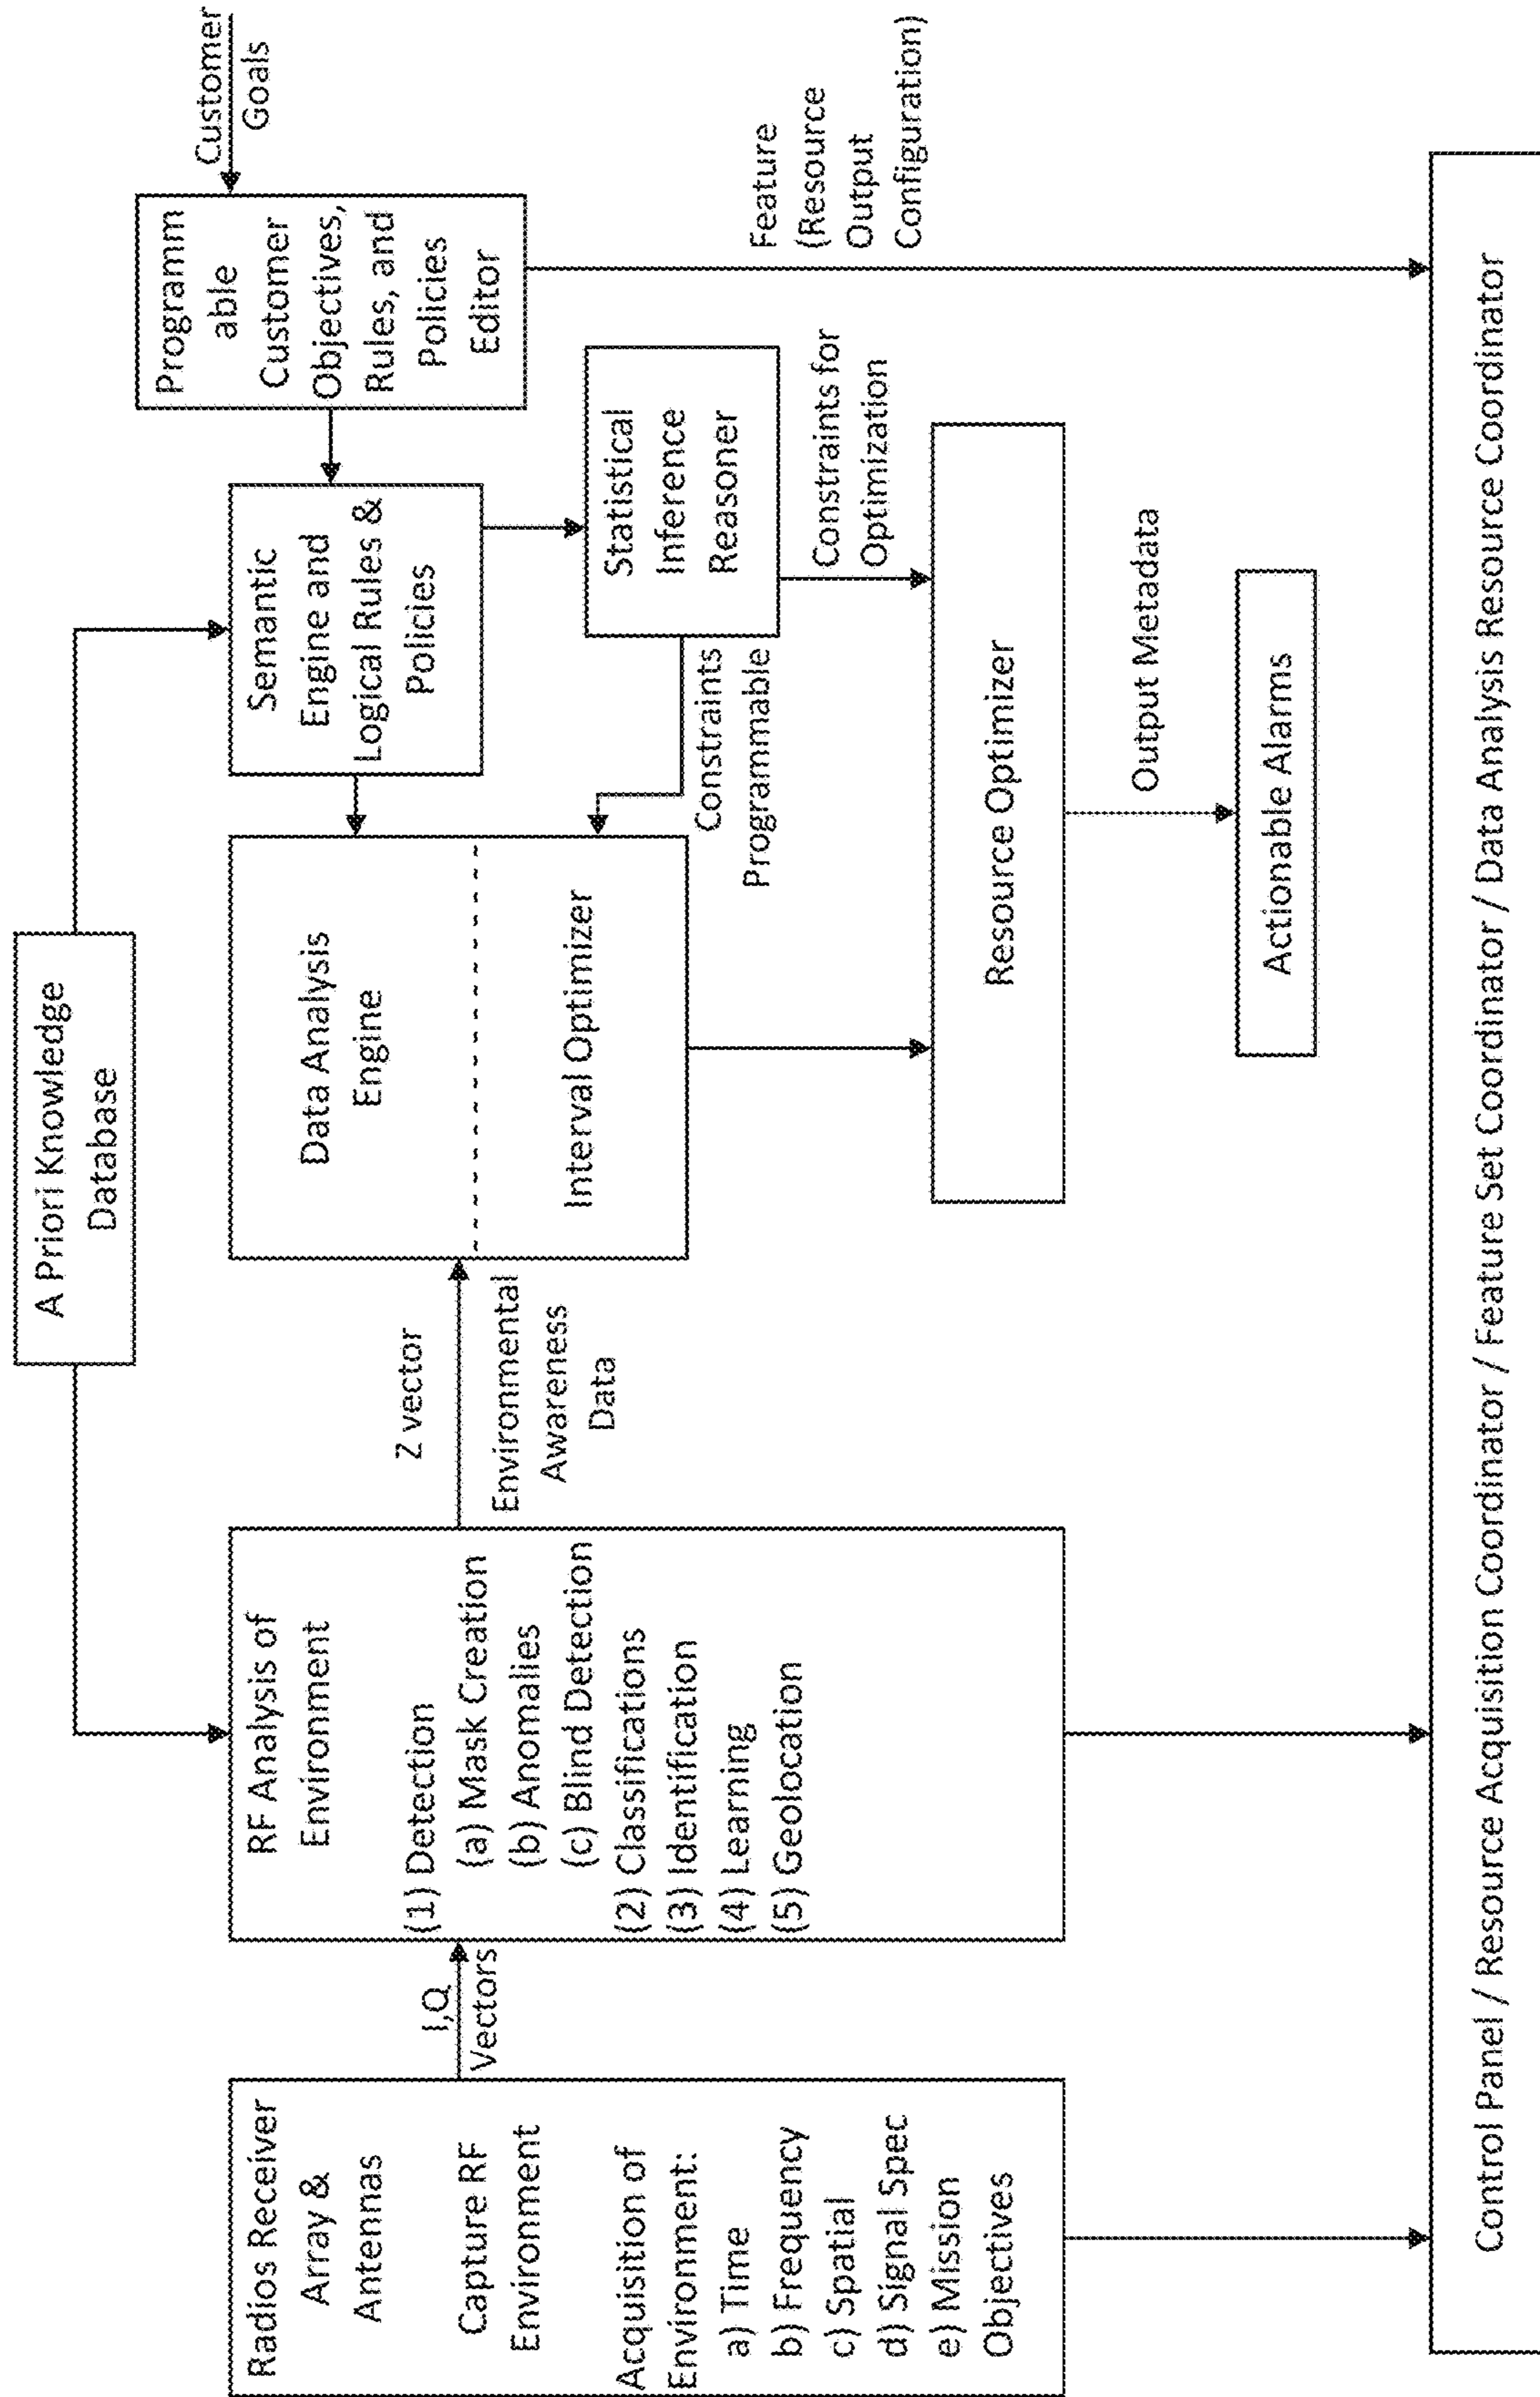 A Priori Knowledge
Database
Customer
Goals
Radios Receiver
Array &
Antennas
Capture RF
Environment
Acquisition of
Environment:
a) Time
b) Frequency
c) Spatial
d) Signal Spec
e) Mission
Objectives
I,Q
Vectors
RF Analysis of
Environment
(1) Detection
(a) Mask Creation
(b) Anomalies
(c) Blind Detection
(2) Classifications
(3) Identification
(4) Learning
(5) Geolocation
Z vector
Environmental
Awareness
Data
Data Analysis
Engine
Interval Optimizer
Semantic
Engine and
Logical Rules &
Policies
Programm
able
Customer
Objectives,
Rules, and
Policies
Editor
Statistical
Inference
Reasoner
Constraints
Programmable
Constraints for
Optimization
Feature
(Resource
Output
Configuration)
Resource Optimizer
Output Metadata
Actionable Alarms
Control Panel / Resource Acquisition Coordinator / Feature Set Coordinator / Data Analysis Resource Coordinator